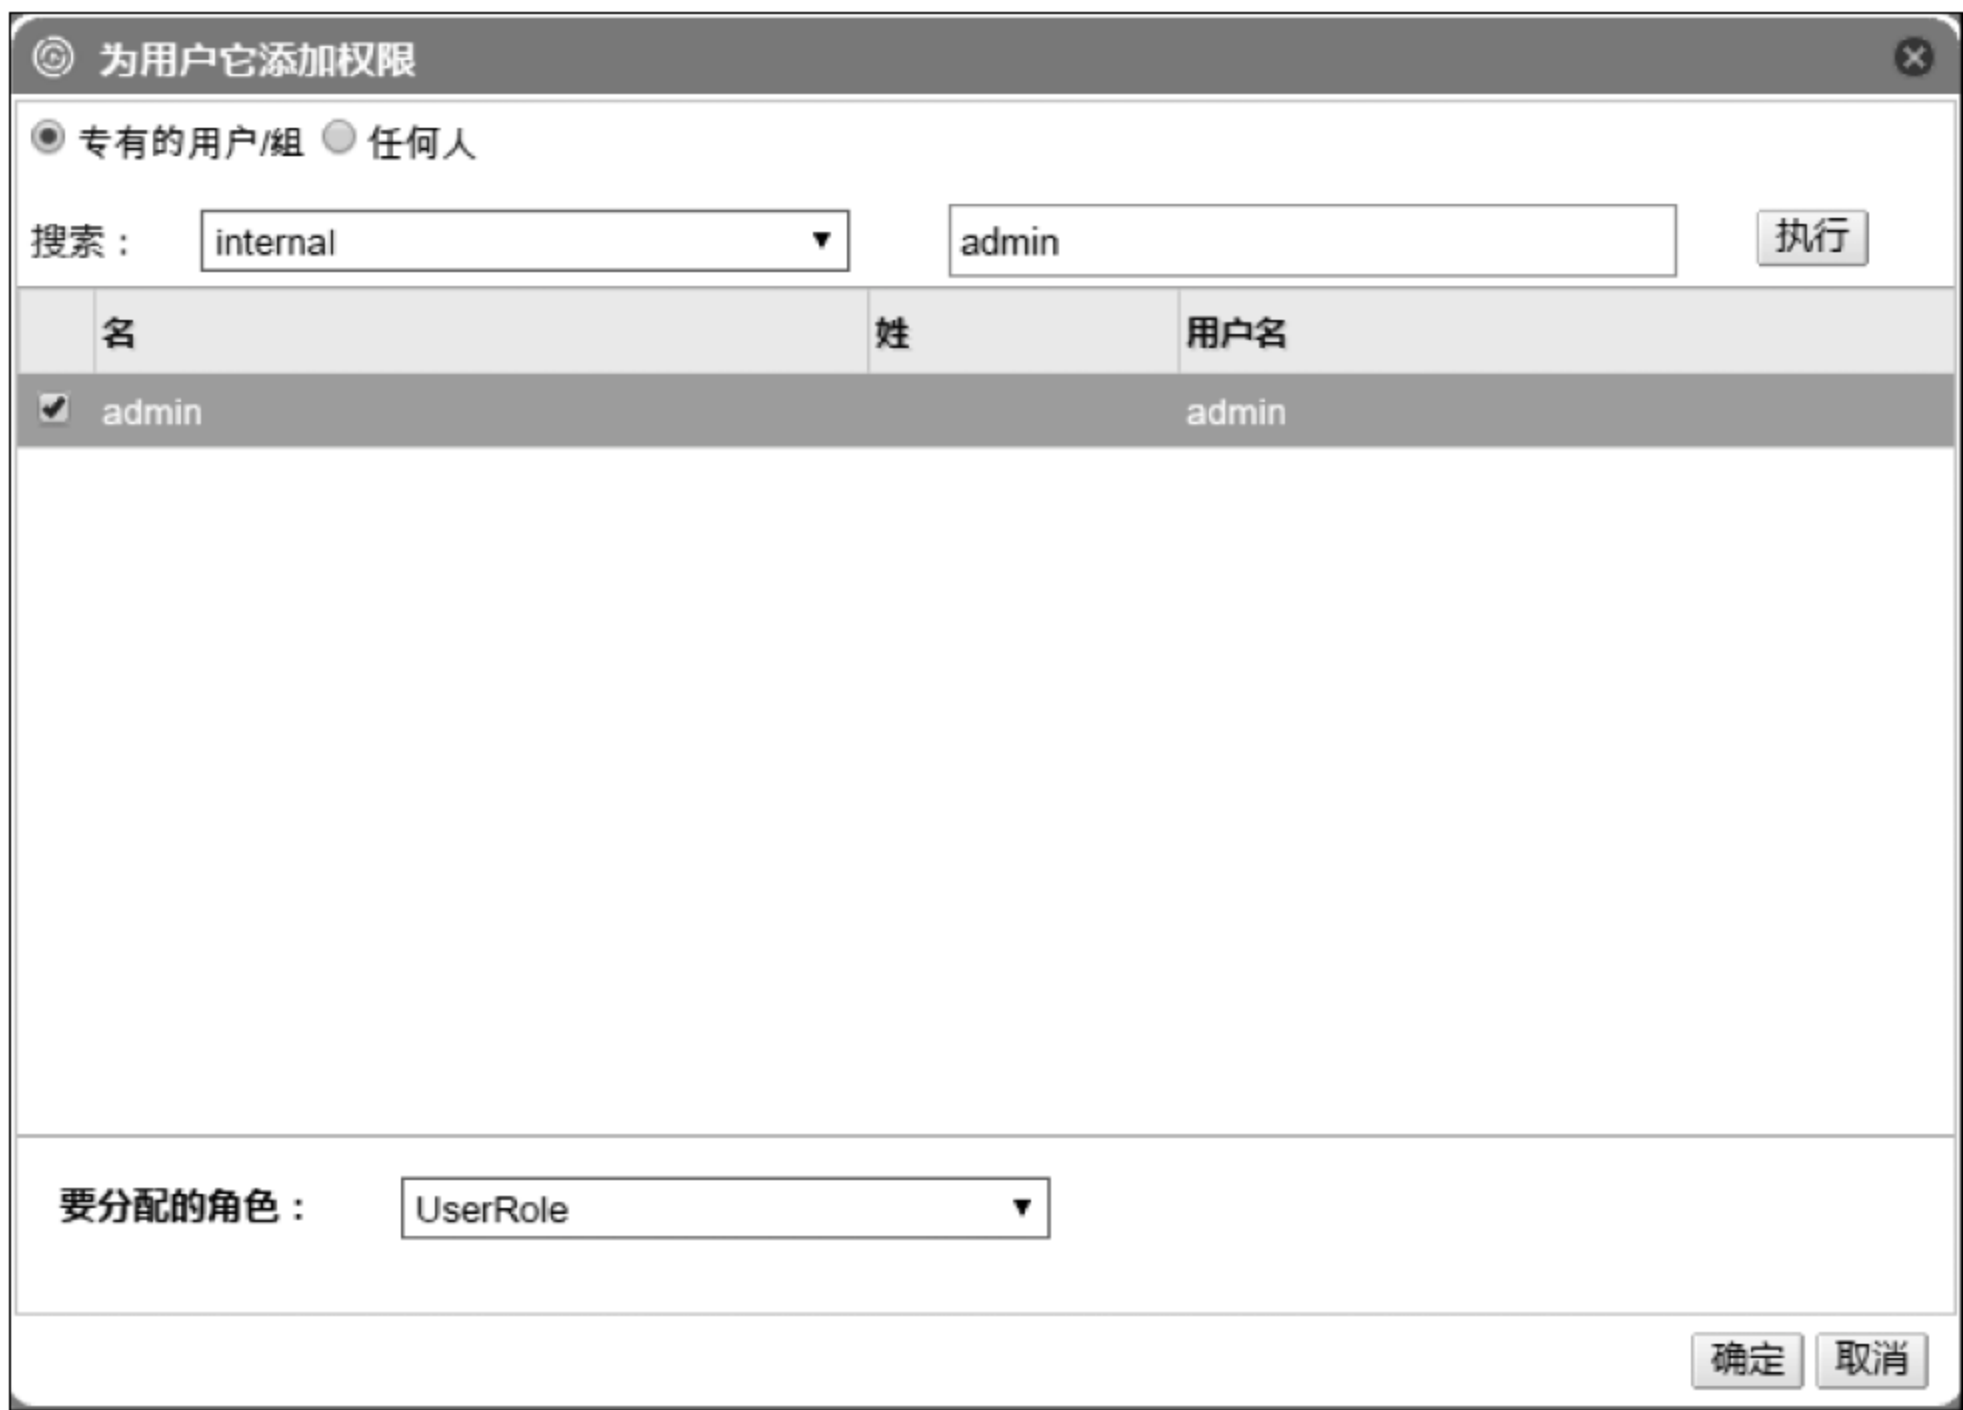 为用户它添加权限
专有的用户/组 任何人
搜索： internal admin 执行
名 姓 用户名
admin admin
要分配的角色： UserRole
确定 取消